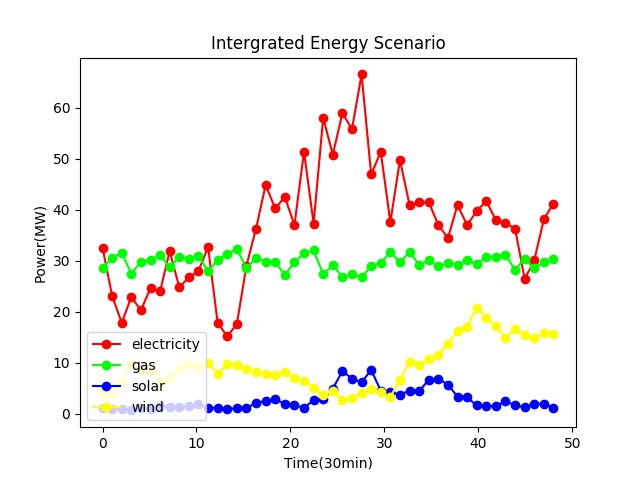 Intergrated Energy Scenario
Power(MW)
60
50
40
30
20
10
0
electricity
gas
solar
wind
0 10 20 30 40 50
Time(30min)